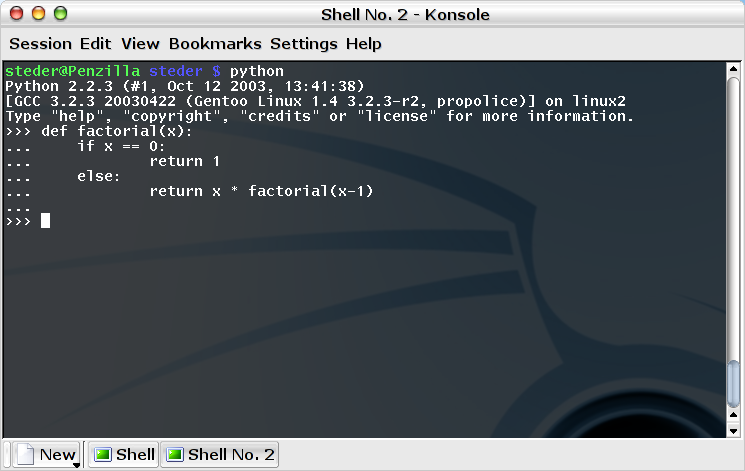 Shell No. 2 - Konsole
Session Edit View Bookmarks Settings Help
steder@Penzilla steder $ python
Python 2.2.3 (#1, Oct 12 2003, 13:41:38)
[GCC 3.2.3 20030422 (Gentoo Linux 1.4 3.2.3-r2, propolice)] on linux2
Type "help", "copyright", "credits" or "license" for more information.
>>> def factorial(x):
...     if x == 0:
...             return 1
...     else:
...             return x * factorial(x-1)
...
>>>
New Shell Shell No. 2